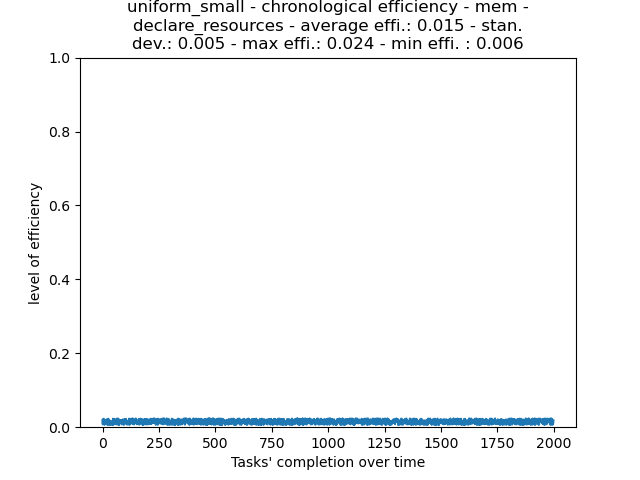 uniform_small - chronological efficiency - mem -
declare_resources - average effi.: 0.015 - stan.
dev.: 0.005 - max effi.: 0.024 - min effi. : 0.006
1.0
0.8
0.6
0.4
0.2
0.0
level of efficiency
0 250 500 750 1000 1250 1500 1750 2000
Tasks' completion over time